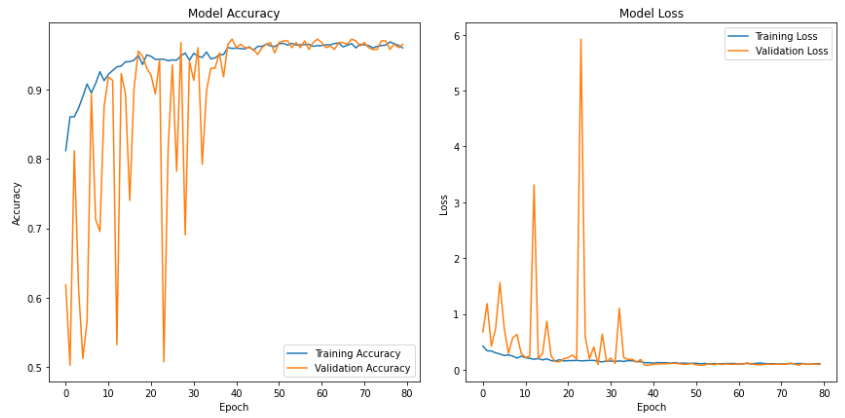 Model Accuracy
0.9
0.8
0.7
0.6
0.5
Accuracy
0 10 20 30 40 50 60 70 80
Epoch
Training Accuracy
Validation Accuracy
Model Loss
6
5
4
3
2
1
0
Loss
0 10 20 30 40 50 60 70 80
Epoch
Training Loss
Validation Loss